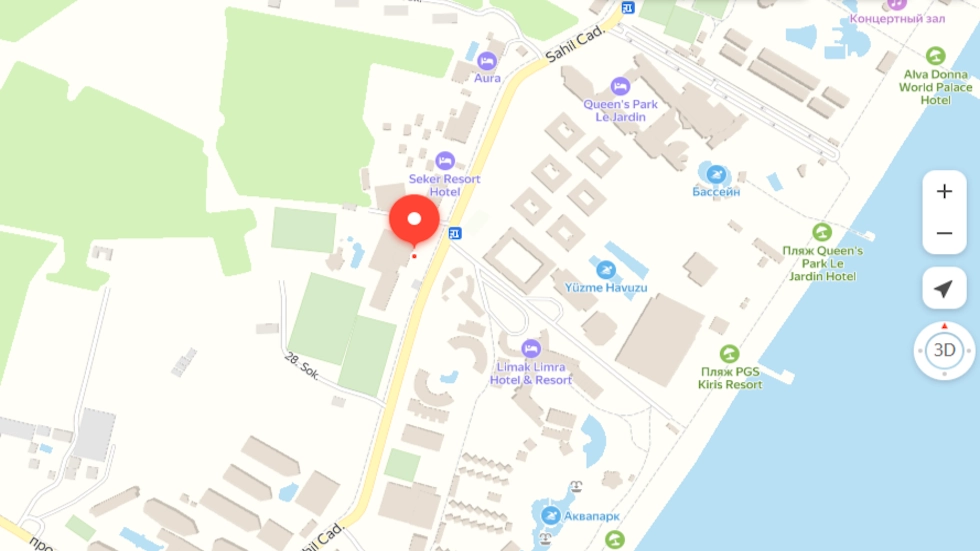 Концертный зал
Sahil Cad.
Aura
Alva Donna
World Palace
Hotel
Queen's Park
Le Jardin
Seker Resort
Hotel
Бассейн
Пляж Queen's
Park Le
Jardin Hotel
Yüzme Havuzu
3D
28. Sok.
Limak Limra
Hotel & Resort
Пляж PGS
Kiris Resort
Аквапарк
про
hil Cad.